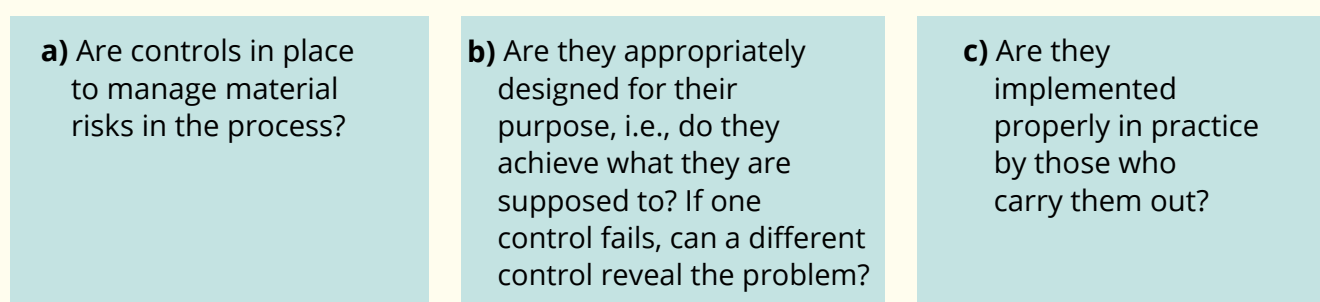 a) Are controls in place
to manage material
risks in the process?
b) Are they appropriately
designed for their
purpose, i.e., do they
achieve what they are
supposed to? If one
control fails, can a different
control reveal the problem?
c) Are they
implemented
properly in practice
by those who
carry them out?